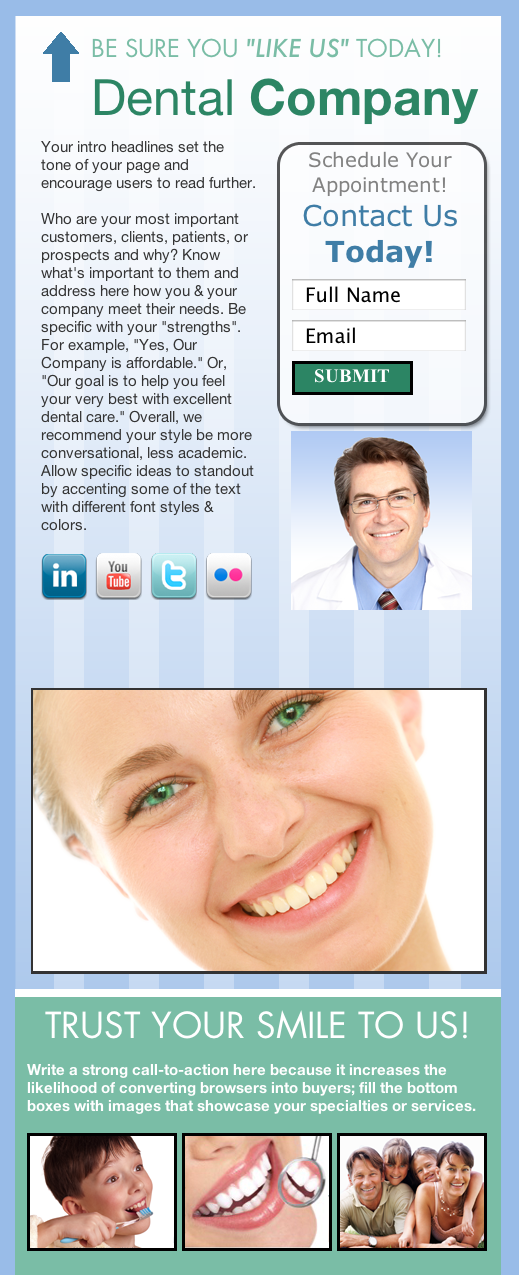 BE SURE YOU "LIKE US" TODAY!
Dental Company
Your intro headlines set the
tone of your page and
encourage users to read further.
Who are your most important
customers, clients, patients, or
prospects and why? Know
what's important to them and
address here how you & your
company meet their needs. Be
specific with your "strengths".
For example, "Yes, Our
Company is affordable." Or,
"Our goal is to help you feel
your very best with excellent
dental care." Overall, we
recommend your style be more
conversational, less academic.
Allow specific ideas to standout
by accenting some of the text
with different font styles &
colors.
in
You
Tube
t
Schedule Your
Appointment!
Contact Us
Today!
Full Name
Email
SUBMIT
TRUST YOUR SMILE TO US!
Write a strong call-to-action here because it increases the
likelihood of converting browsers into buyers; fill the bottom
boxes with images that showcase your specialties or services.